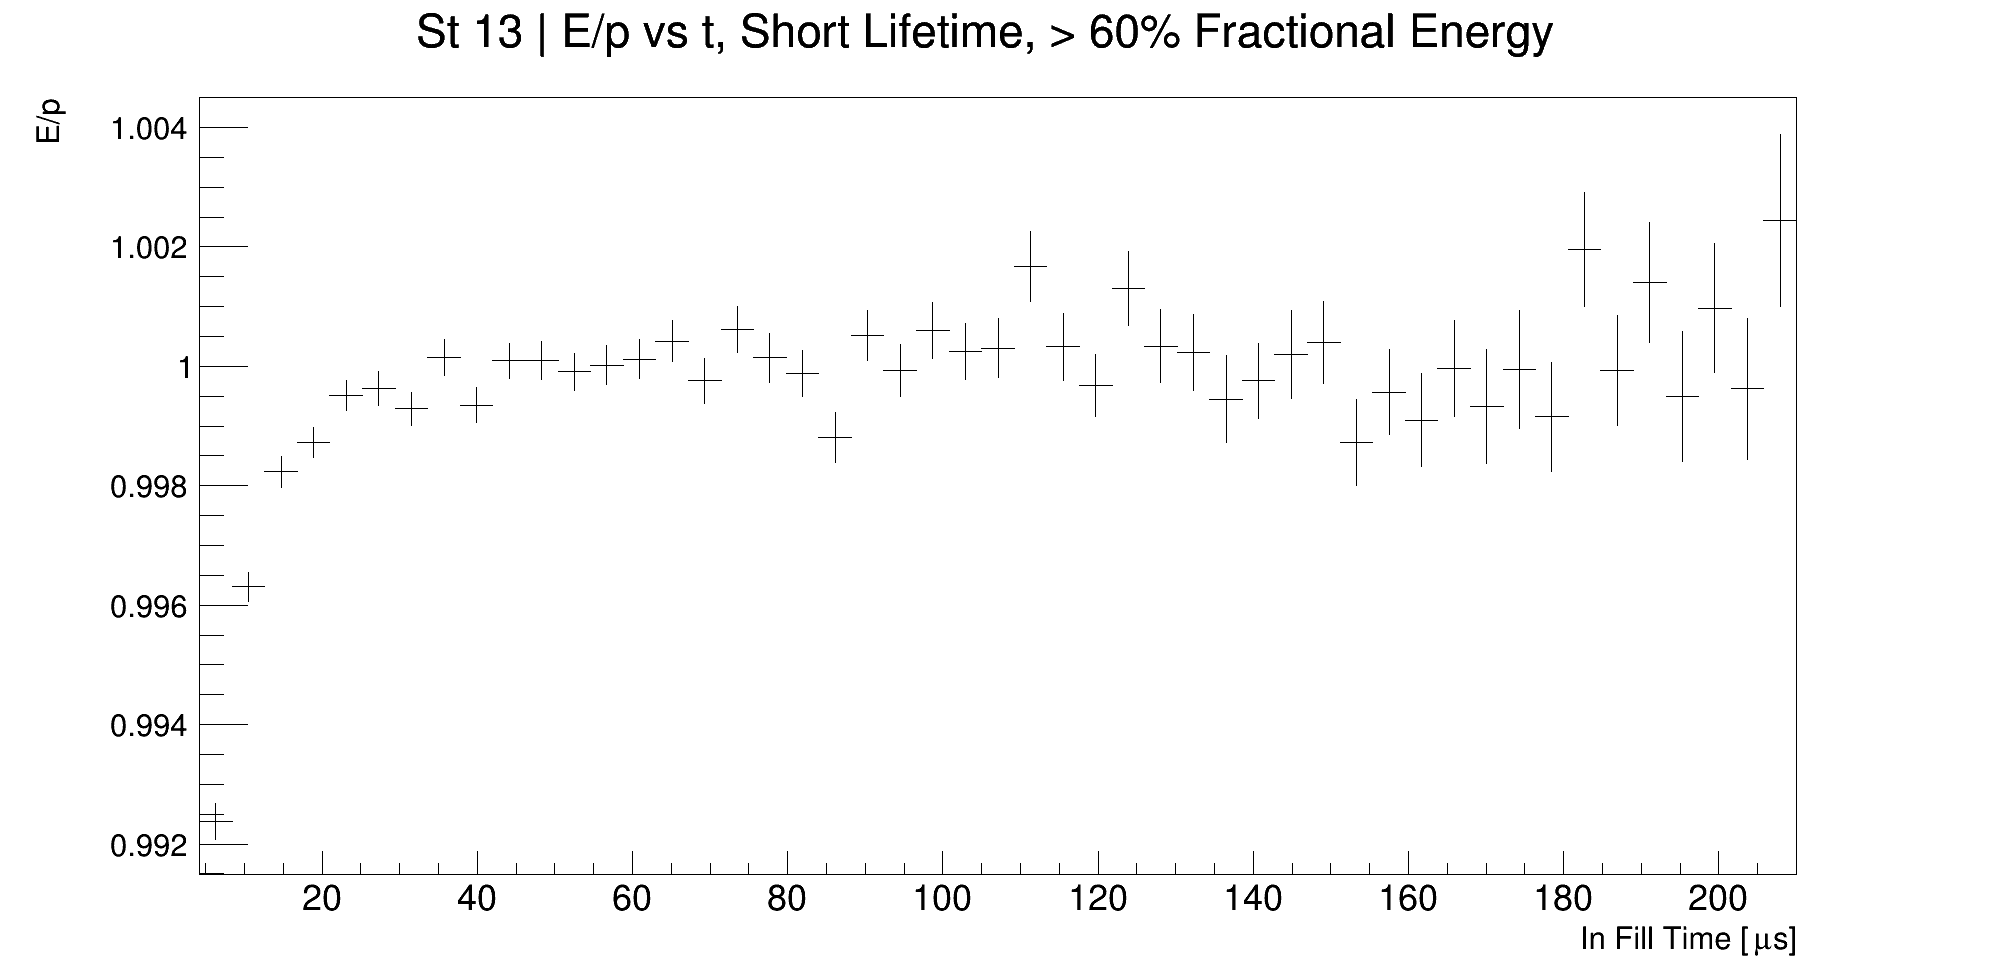 St 13 | E/p vs t, Short Lifetime, > 60% Fractional Energy
E/p
1.004
1.002
1
0.998
0.996
0.994
0.992
20 40 60 80 100 120 140 160 180 200
In Fill Time [μs]